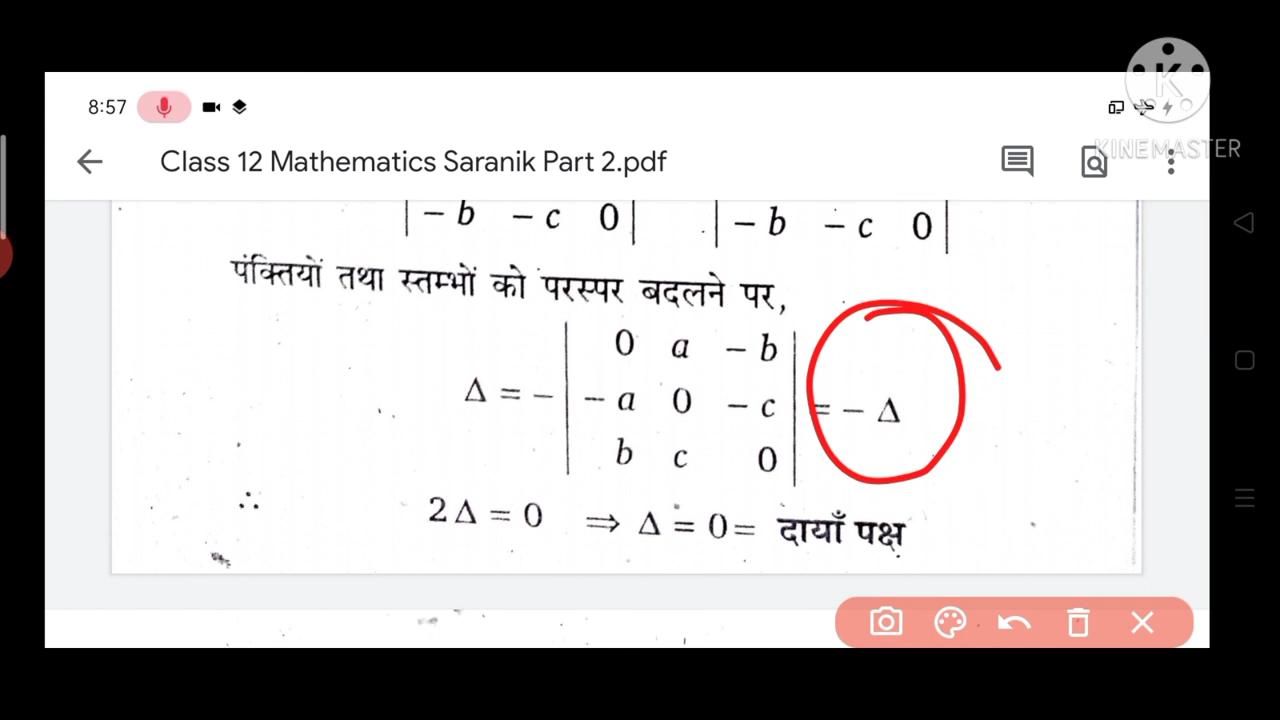 K
8:57
KINEMASTER
Class 12 Mathematics Saranik Part 2.pdf
| − b − c 0 | | − b − c 0 |
पंक्तियों तथा स्तम्भों को परस्पर बदलने पर,
0 a − b
Δ = − | − a 0 − c | = − Δ
b c 0
∴ 2 Δ = 0 ⇒ Δ = 0 = दायाँ पक्ष